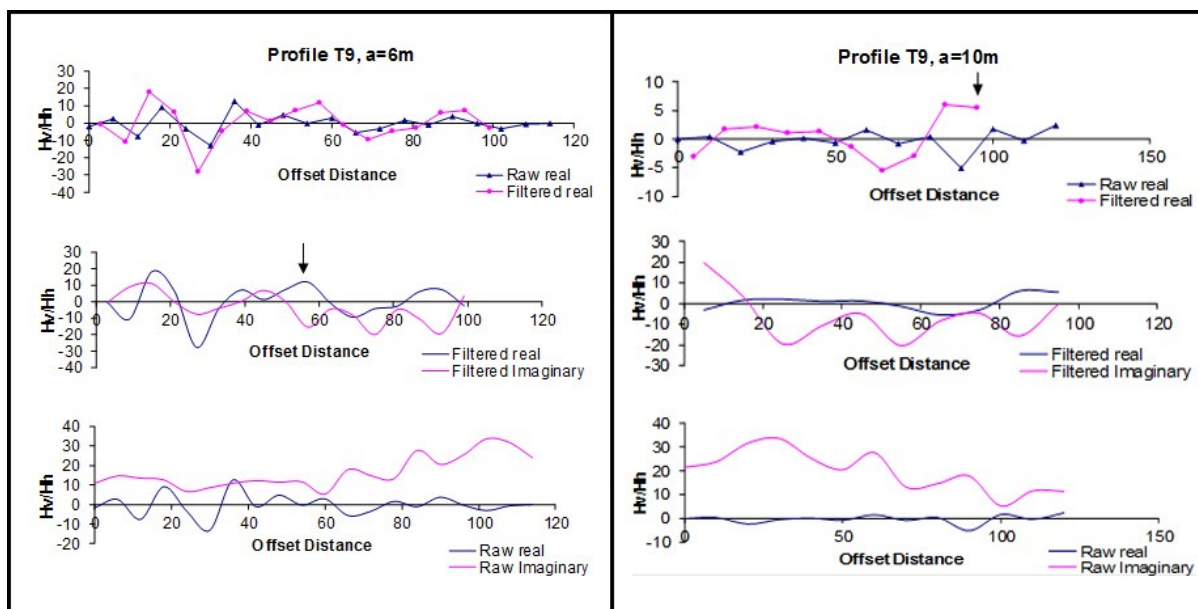 Profile T9, a=6m
30
20
10
0
-10
-20
-30
-40
0 20 40 60 80 100 120
Hv/Hh
Offset Distance
Raw real
Filtered real
30
20
10
0
-10
-20
-30
-40
0 20 40 60 80 100 120
Hv/Hh
Offset Distance
Filtered real
Filtered Imaginary
40
30
20
10
0
-10
-20
0 20 40 60 80 100 120
Hv/Hh
Offset Distance
Raw real
Raw Imaginary
Profile T9, a=10m
10
5
0
-5
-10
0 50 100 150
Hv/Hh
Offset Distance
Raw real
Filtered real
30
20
10
0
-10
-20
-30
0 20 40 60 80 100 120
Hv/Hh
Offset Distance
Filtered real
Filtered Imaginary
40
30
20
10
0
-10
50 100 150
Hv/Hh
Offset Distance
Raw real
Raw Imaginary